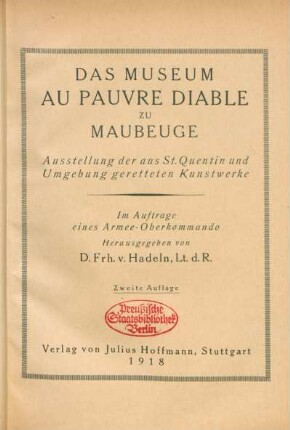 DAS MUSEUM
AU PAUVRE DIABLE
ZU
MAUBEUGE
Ausstellung der aus St. Quentin und
Umgebung geretteten Kunstwerke
Im Auftrage
eines Armee-Oberkommando
Herausgegeben von
D. Frh. v. Hadeln, Lt. d. R.
Zweite Auflage
Preußische
Staatsbibliothek
Berlin
Verlag von Julius Hoffmann, Stuttgart
1918